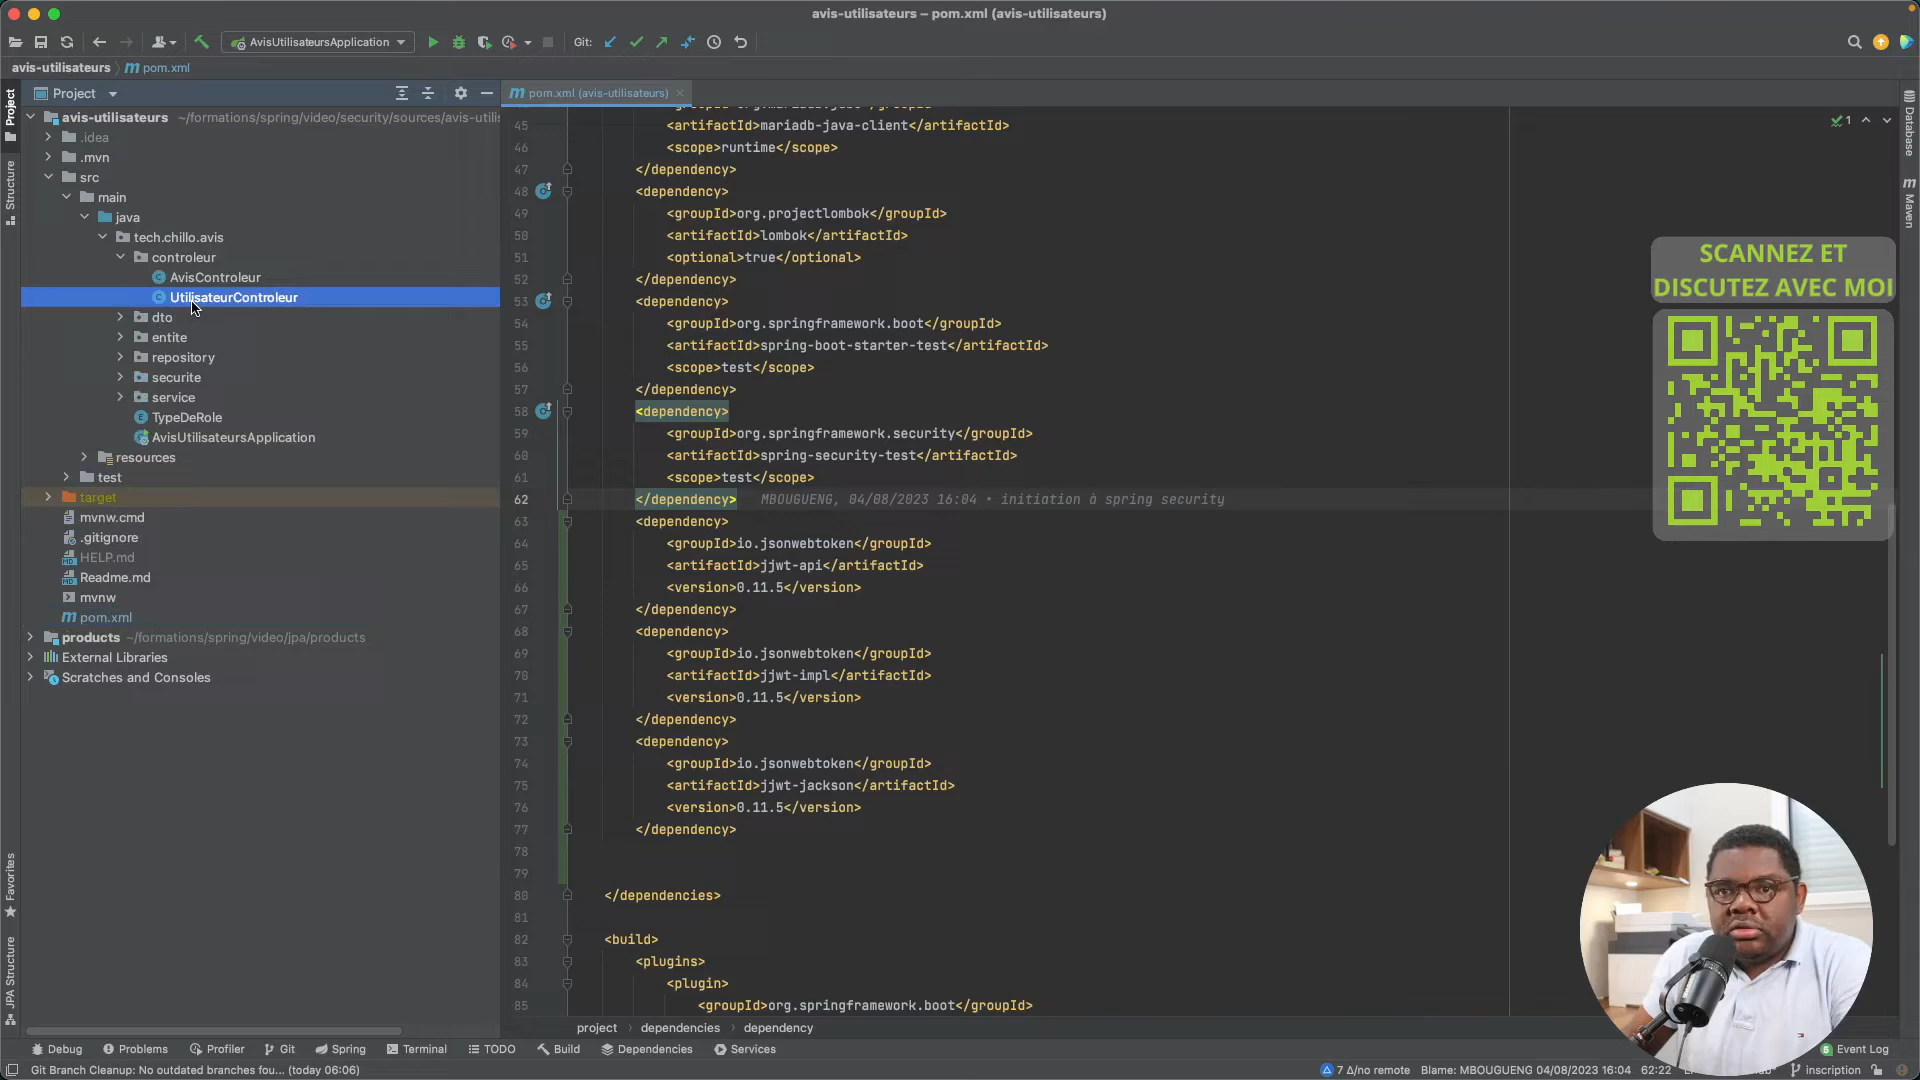 avis-utilisateurs – pom.xml (avis-utilisateurs)
AvisUtilisateursApplication
Git:
avis-utilisateurs
pom.xml
Project
pom.xml (avis-utilisateurs)
Project
Structure
Favorites
JPA Structure
avis-utilisateurs ~/formations/spring/video/security/sources/avis-utilis
.idea
.mvn
src
main
java
tech.chillo.avis
controleur
AvisControleur
UtilisateurControleur
dto
entite
repository
securite
service
TypeDeRole
AvisUtilisateursApplication
resources
test
target
mvnw.cmd
.gitignore
HELP.md
Readme.md
mvnw
pom.xml
products ~/formations/spring/video/jpa/products
External Libraries
Scratches and Consoles
45 <artifactId>mariadb-java-client</artifactId>
46 <scope>runtime</scope>
47 </dependency>
48 <dependency>
49 <groupId>org.projectlombok</groupId>
50 <artifactId>lombok</artifactId>
51 <optional>true</optional>
52 </dependency>
53 <dependency>
54 <groupId>org.springframework.boot</groupId>
55 <artifactId>spring-boot-starter-test</artifactId>
56 <scope>test</scope>
57 </dependency>
58 <dependency>
59 <groupId>org.springframework.security</groupId>
60 <artifactId>spring-security-test</artifactId>
61 <scope>test</scope>
62 </dependency> MBOUGUENG, 04/08/2023 16:04 • initiation à spring security
63 <dependency>
64 <groupId>io.jsonwebtoken</groupId>
65 <artifactId>jjwt-api</artifactId>
66 <version>0.11.5</version>
67 </dependency>
68 <dependency>
69 <groupId>io.jsonwebtoken</groupId>
70 <artifactId>jjwt-impl</artifactId>
71 <version>0.11.5</version>
72 </dependency>
73 <dependency>
74 <groupId>io.jsonwebtoken</groupId>
75 <artifactId>jjwt-jackson</artifactId>
76 <version>0.11.5</version>
77 </dependency>
78
79
80 </dependencies>
81
82 <build>
83 <plugins>
84 <plugin>
85 <groupId>org.springframework.boot</groupId>
1
Database
Maven
SCANNEZ ET
DISCUTEZ AVEC MOI
project
dependencies
dependency
Debug
Problems
Profiler
Git
Spring
Terminal
TODO
Build
Dependencies
Services
5 Event Log
Git Branch Cleanup: No outdated branches fou... (today 06:06)
7 Δ/no remote
Blame: MBOUGUENG 04/08/2023 16:04
62:22
inscription